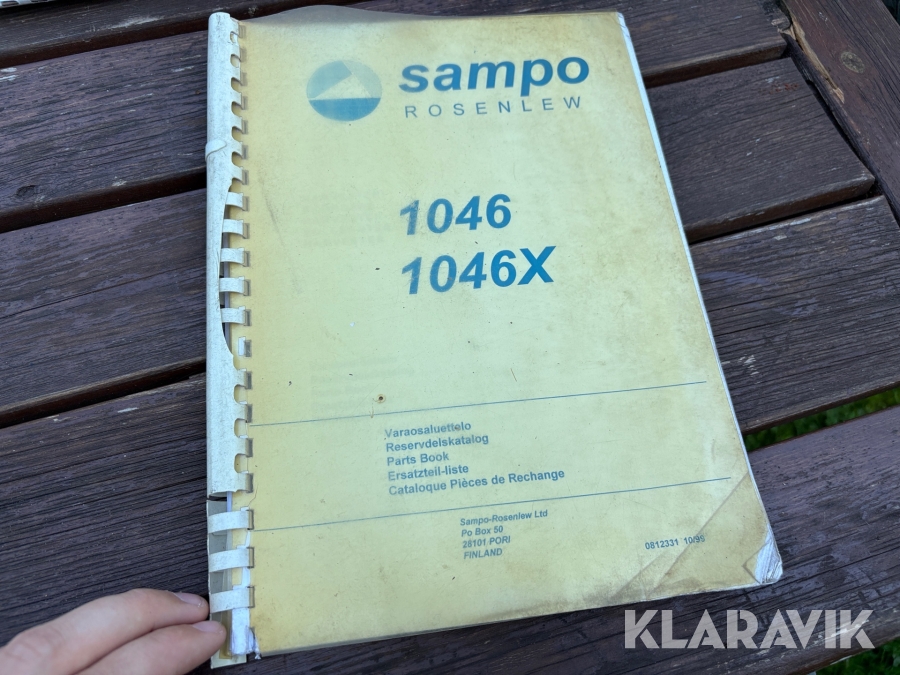 sampo
ROSENLEW
1046
1046X
Varaosaluettelo
Reservdelskatalog
Parts Book
Ersatzteil-liste
Cataloque Pièces de Rechange
Sampo-Rosenlew Ltd
Po Box 50
28101 PORI
FINLAND
0812331 10/96
KLARAVIK